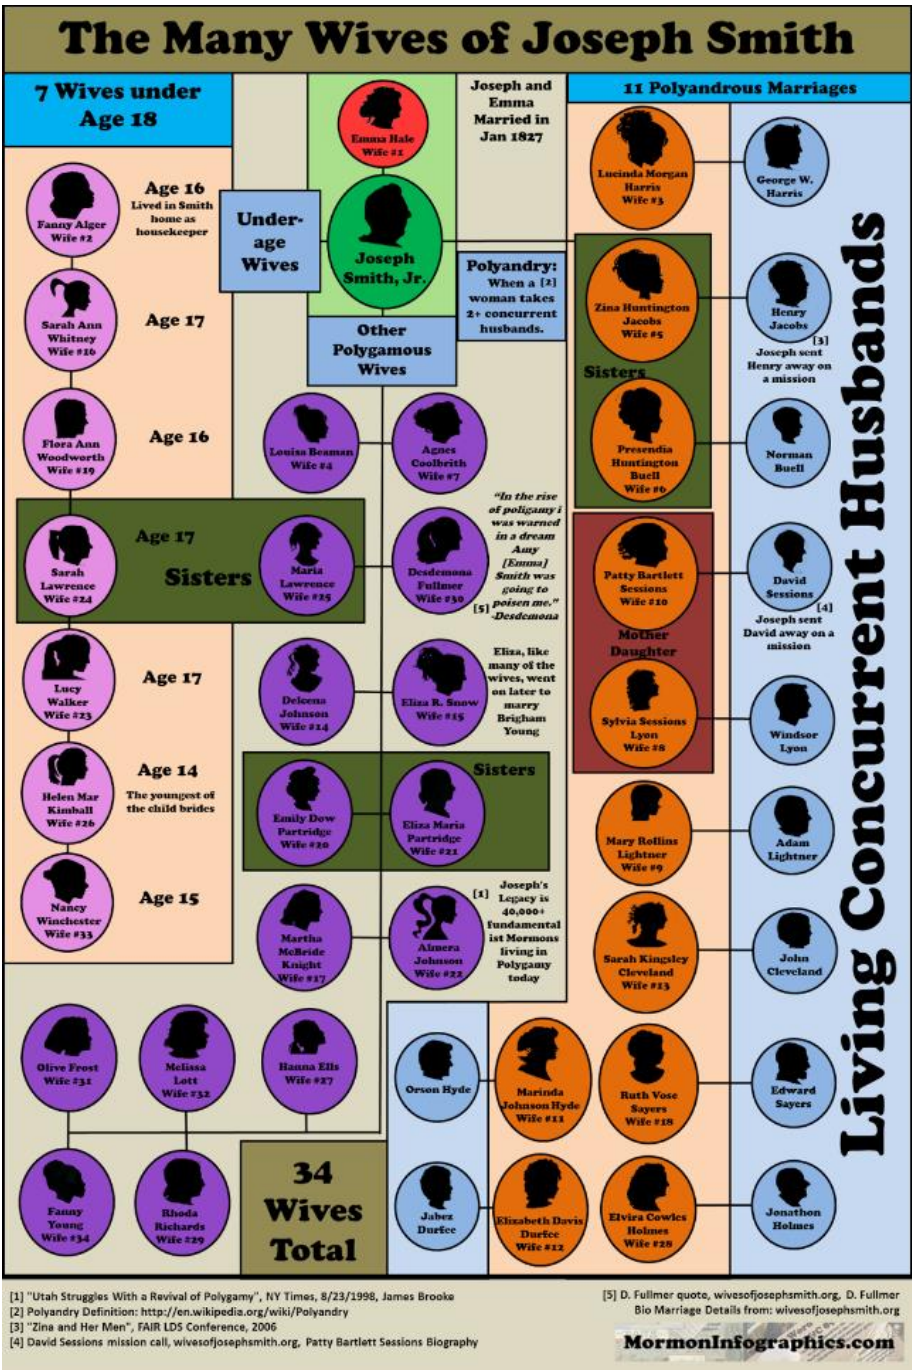 The Many Wives of Joseph Smith
7 Wives under
Age 18
Fanny Alger
Wife #2
Age 16
Lived in Smith
home as
housekeeper
Sarah Ann
Whitney
Wife #16
Age 17
Flora Ann
Woodworth
Wife #19
Age 16
Sarah
Lawrence
Wife #24
Age 17
Sisters
Maria
Lawrence
Wife #25
Lucy
Walker
Wife #23
Age 17
Helen Mar
Kimball
Wife #26
Age 14
The youngest of
the child brides
Nancy
Winchester
Wife #33
Age 15
Emma Hale
Wife #1
Joseph and
Emma
Married in
Jan 1827
Joseph
Smith, Jr.
Under-
age
Wives
Polyandry:
When a [2]
woman takes
2+ concurrent
husbands.
Other
Polygamous
Wives
Louisa Beaman
Wife #4
Agnes
Coolbrith
Wife #7
Desdemona
Fullmer
Wife #30
"In the rise
of poligamy i
was warned
in a dream
Amy
[Emma]
Smith was
going to
[5] poisen me."
-Desdemona
Delcena
Johnson
Wife #14
Eliza R. Snow
Wife #15
Eliza, like
many of the
wives, went
on later to
marry
Brigham
Young
Sisters
Emily Dow
Partridge
Wife #20
Eliza Maria
Partridge
Wife #21
Martha
McBride
Knight
Wife #17
Almera
Johnson
Wife #22
[1]
Joseph's
Legacy is
40,000+
fundamental
ist Mormons
living in
Polygamy
today
Olive Frost
Wife #31
Melissa
Lott
Wife #32
Hanna Ells
Wife #27
Fanny
Young
Wife #34
Rhoda
Richards
Wife #29
34
Wives
Total
11 Polyandrous Marriages
Lucinda Morgan
Harris
Wife #3
George W.
Harris
Zina Huntington
Jacobs
Wife #5
Henry
Jacobs
[3]
Joseph sent
Henry away on
a mission
Sisters
Presendia
Huntington
Buell
Wife #6
Norman
Buell
Patty Bartlett
Sessions
Wife #10
David
Sessions
[4]
Joseph sent
David away on a
mission
Mother
Daughter
Sylvia Sessions
Lyon
Wife #8
Windsor
Lyon
Mary Rollins
Lightner
Wife #9
Adam
Lightner
Sarah Kingsley
Cleveland
Wife #13
John
Cleveland
Orson Hyde
Marinda
Johnson Hyde
Wife #11
Ruth Vose
Sayers
Wife #18
Edward
Sayers
Jabez
Durfee
Elizabeth Davis
Durfee
Wife #12
Elvira Cowles
Holmes
Wife #28
Jonathon
Holmes
Living Concurrent Husbands
[1] "Utah Struggles With a Revival of Polygamy", NY Times, 8/23/1998, James Brooke
[2] Polyandry Definition: http://en.wikipedia.org/wiki/Polyandry
[3] "Zina and Her Men", FAIR LDS Conference, 2006
[4] David Sessions mission call, wivesofjosephsmith.org, Patty Bartlett Sessions Biography
[5] D. Fullmer quote, wivesofjosephsmith.org, D. Fullmer
Bio Marriage Details from: wivesofjosephsmith.org
MormonInfographics.com